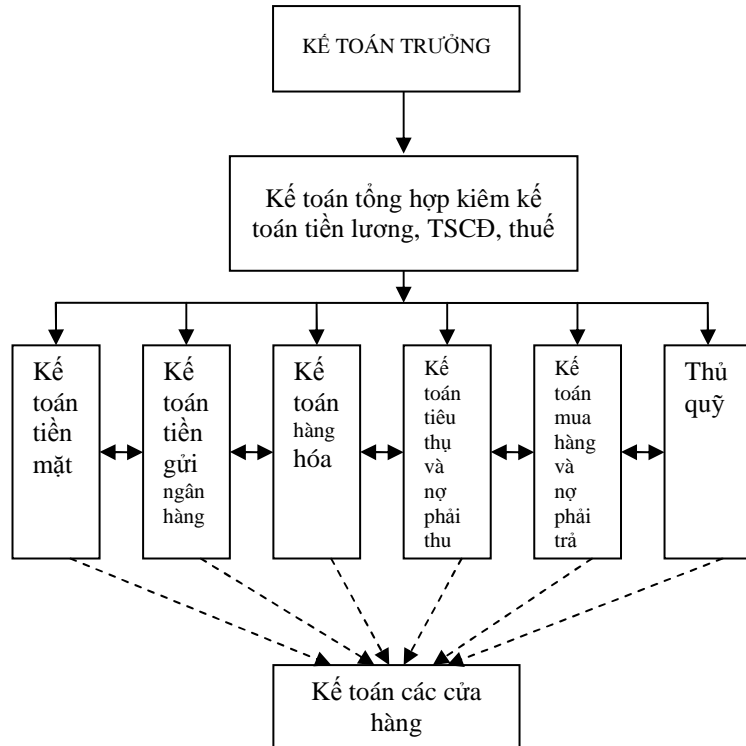 KẾ TOÁN TRƯỞNG
Kế toán tổng hợp kiêm kế
toán tiền lương, TSCĐ, thuế
Kế
toán
tiền
mặt
Kế
toán
tiền
gửi
ngân
hàng
Kế
toán
hàng
hóa
Kế
toán
tiêu
thụ
và
nợ
phải
thu
Kế
toán
mua
hàng
và
nợ
phải
trả
Thủ
quỹ
Kế toán các cửa
hàng